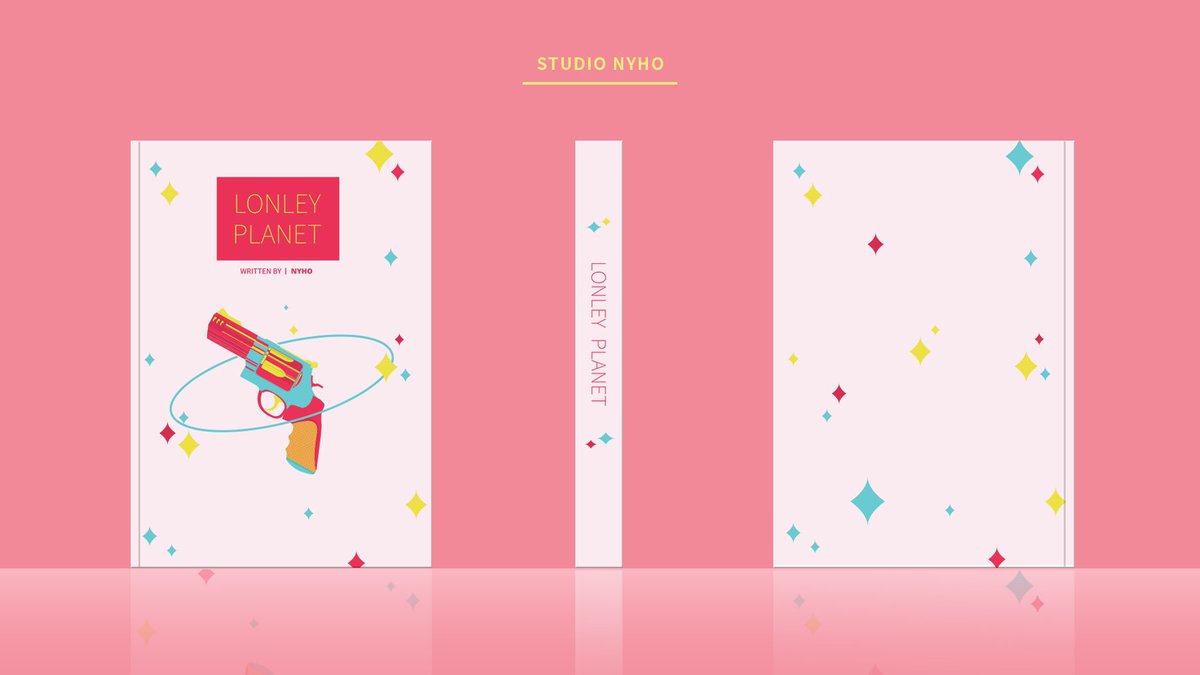 STUDIO NYHO
LONLEY
PLANET
WRITTEN BY | NYHO
LONLEY PLANET